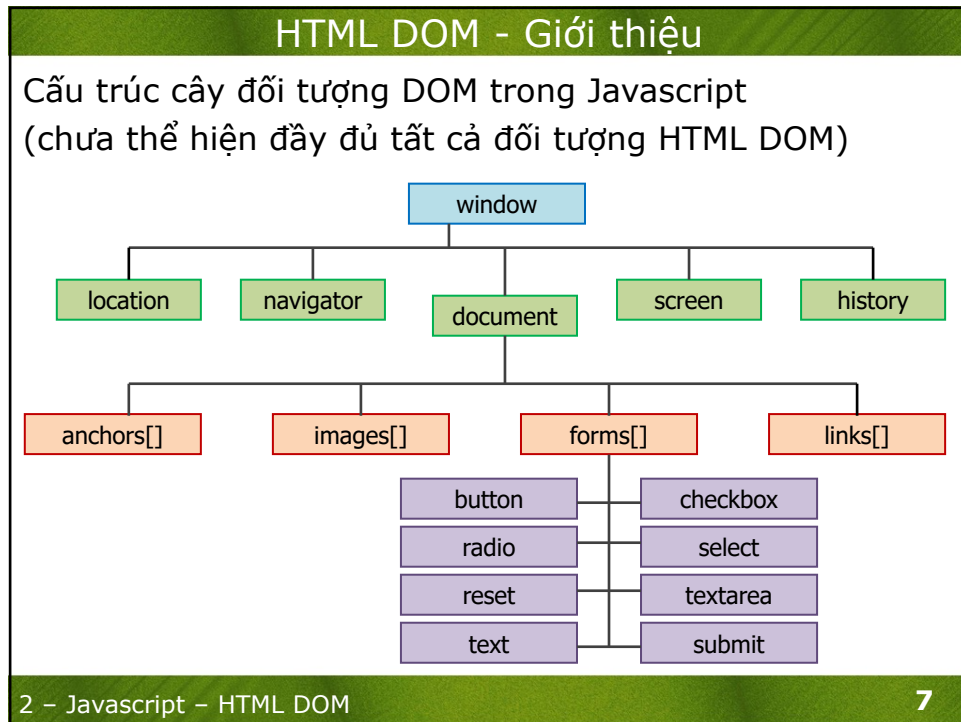 HTML DOM - Giới thiệu
Cấu trúc cây đối tượng DOM trong Javascript
(chưa thể hiện đầy đủ tất cả đối tượng HTML DOM)
window
location
navigator
document
screen
history
anchors[]
images[]
forms[]
links[]
button
checkbox
radio
select
reset
textarea
text
submit
2 – Javascript – HTML DOM
7